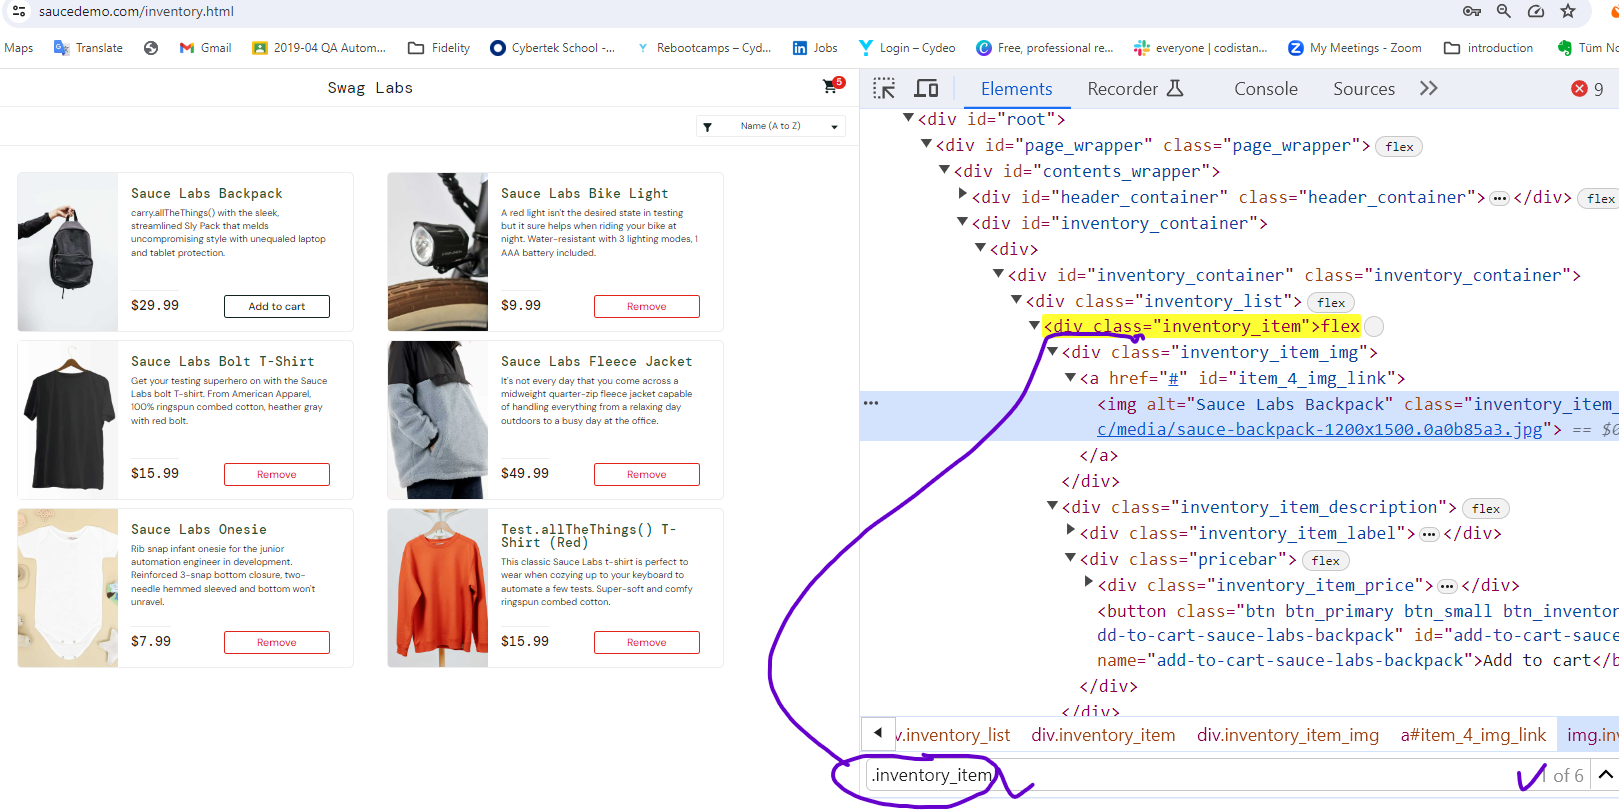 saucedemo.com/inventory.html
Maps Translate Gmail 2019-04 QA Autom... Fidelity Cybertek School -... Rebootcamps – Cyd... Jobs Login – Cydeo Free, professional re... everyone | codistan... My Meetings - Zoom introduction Tüm No
Swag Labs
5
Name (A to Z)
Sauce Labs Backpack
carry.allTheThings() with the sleek,
streamlined Sly Pack that melds
uncompromising style with unequaled laptop
and tablet protection.
$29.99 Add to cart
Sauce Labs Bike Light
A red light isn't the desired state in testing
but it sure helps when riding your bike at
night. Water-resistant with 3 lighting modes, 1
AAA battery included.
$9.99 Remove
Sauce Labs Bolt T-Shirt
Get your testing superhero on with the Sauce
Labs bolt T-shirt. From American Apparel,
100% ringspun combed cotton, heather gray
with red bolt.
$15.99 Remove
Sauce Labs Fleece Jacket
It's not every day that you come across a
midweight quarter-zip fleece jacket capable
of handling everything from a relaxing day
outdoors to a busy day at the office.
$49.99 Remove
Sauce Labs Onesie
Rib snap infant onesie for the junior
automation engineer in development.
Reinforced 3-snap bottom closure, two-
needle hemmed sleeved and bottom won't
unravel.
$7.99 Remove
Test.allTheThings() T-
Shirt (Red)
This classic Sauce Labs t-shirt is perfect to
wear when cozying up to your keyboard to
automate a few tests. Super-soft and comfy
ringspun combed cotton.
$15.99 Remove
Elements Recorder Console Sources 9
<div id="root">
<div id="page_wrapper" class="page_wrapper"> flex
<div id="contents_wrapper">
<div id="header_container" class="header_container"> ••• </div> flex
<div id="inventory_container">
<div>
<div id="inventory_container" class="inventory_container">
<div class="inventory_list"> flex
<div class="inventory_item">flex
<div class="inventory_item_img">
<a href="#" id="item_4_img_link">
••• <img alt="Sauce Labs Backpack" class="inventory_item_
c/media/sauce-backpack-1200x1500.0a0b85a3.jpg"> == $0
</a>
</div>
<div class="inventory_item_description"> flex
<div class="inventory_item_label"> ••• </div>
<div class="pricebar"> flex
<div class="inventory_item_price"> ••• </div>
<button class="btn btn_primary btn_small btn_inventor
dd-to-cart-sauce-labs-backpack" id="add-to-cart-sauce
name="add-to-cart-sauce-labs-backpack">Add to cart</b
</div>
</div>
v.inventory_list div.inventory_item div.inventory_item_img a#item_4_img_link img.inv
.inventory_item 1 of 6